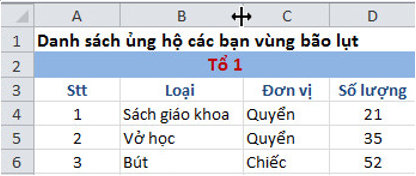 A B C D
1 Danh sách ủng hộ các bạn vùng bão lụt
2 Tổ 1
3 Stt Loại Đơn vị Số lượng
4 1 Sách giáo khoa Quyển 21
5 2 Vở học Quyển 35
6 3 Bút Chiếc 52